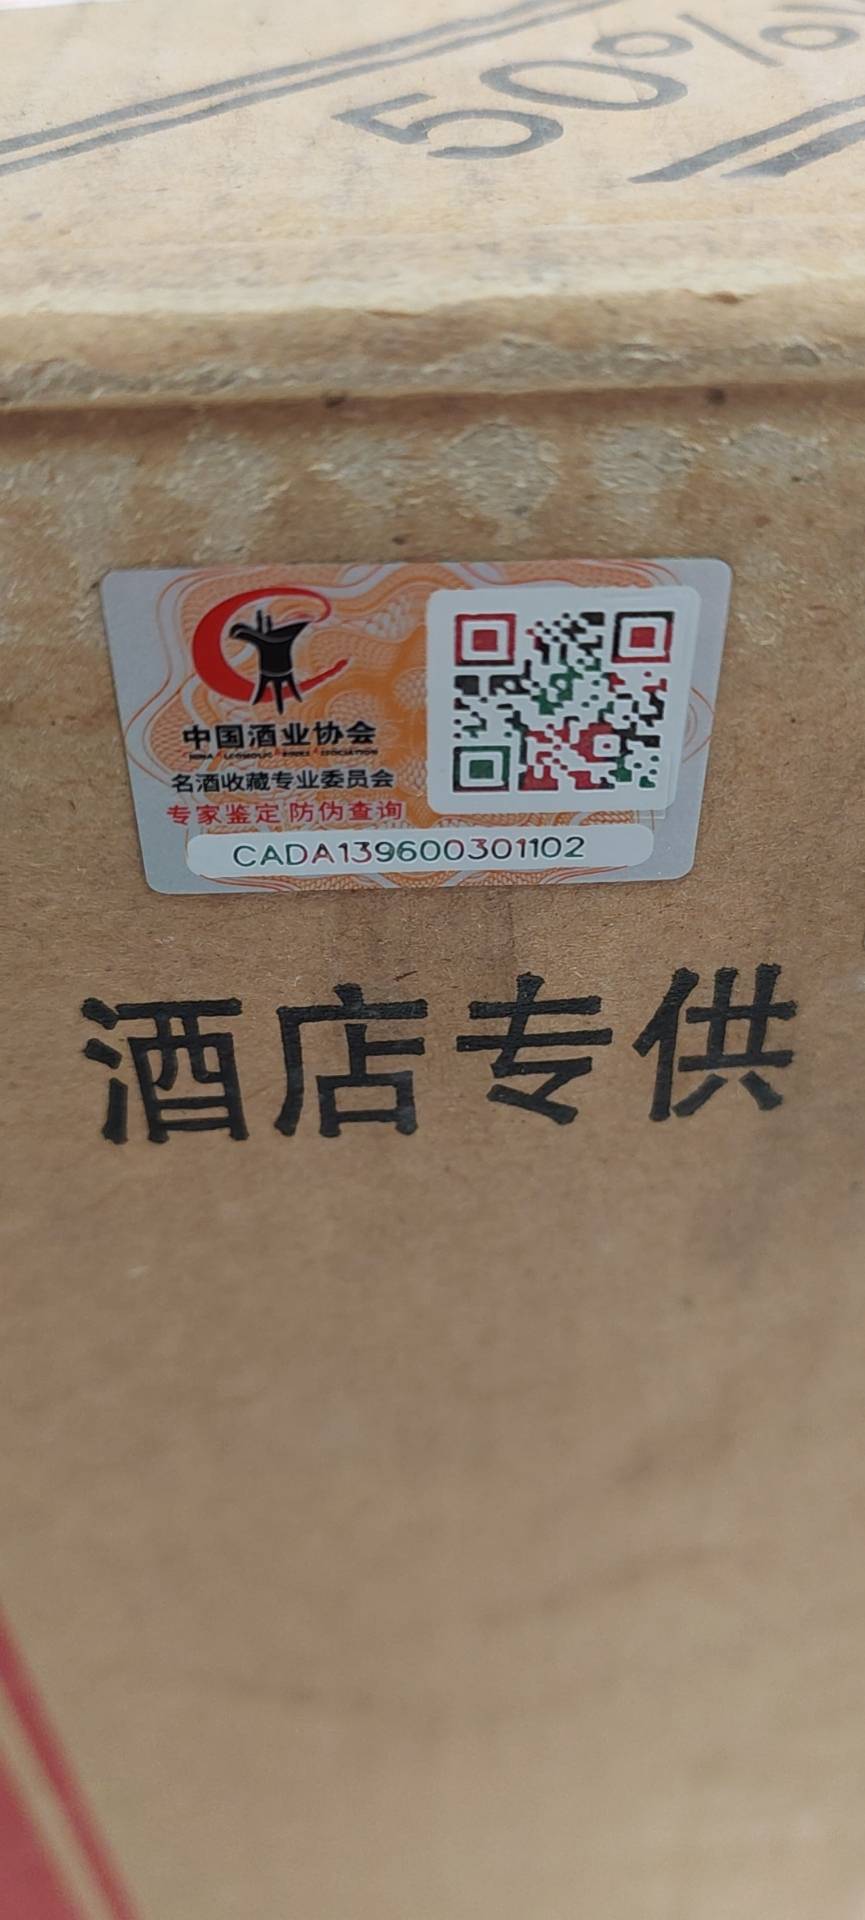 50%
中国酒业协会
名酒收藏专业委员会
专家鉴定 防伪查询
CADA139600301102
酒店专供